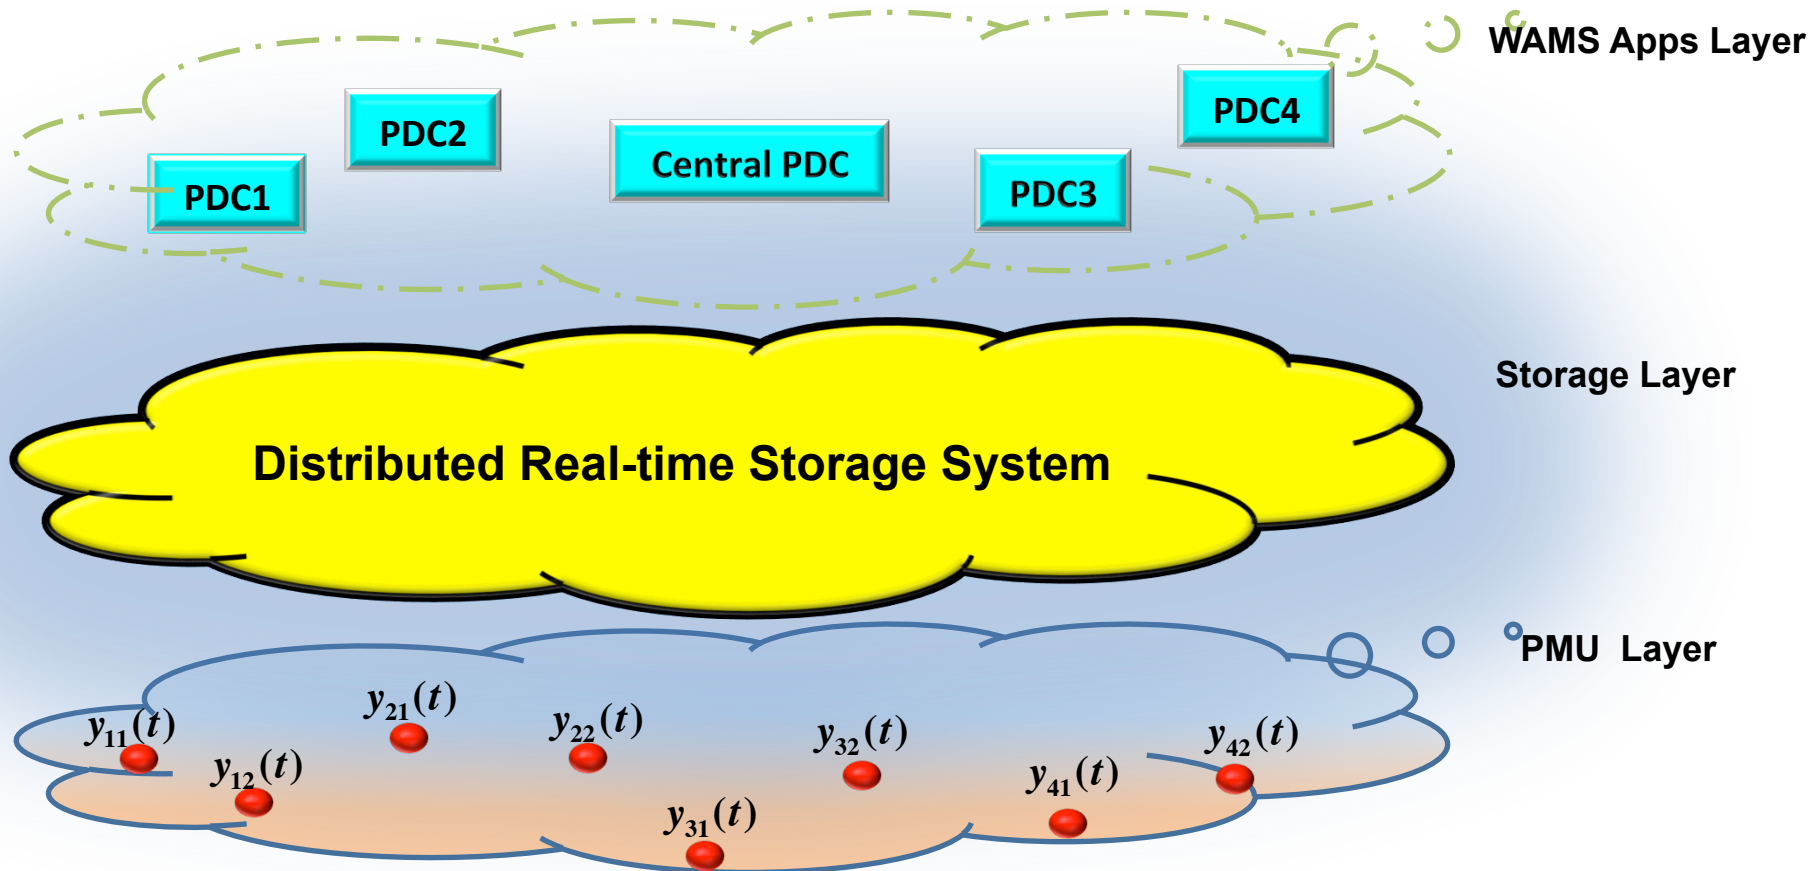 WAMS Apps Layer
PDC4
PDC2
Central PDC
PDC1
PDC3
Storage Layer
Distributed Real-time Storage System
PMU Layer
y₁₁(t)
y₂₁(t)
y₂₂(t)
y₃₂(t)
y₄₂(t)
y₁₂(t)
y₄₁(t)
y₃₁(t)